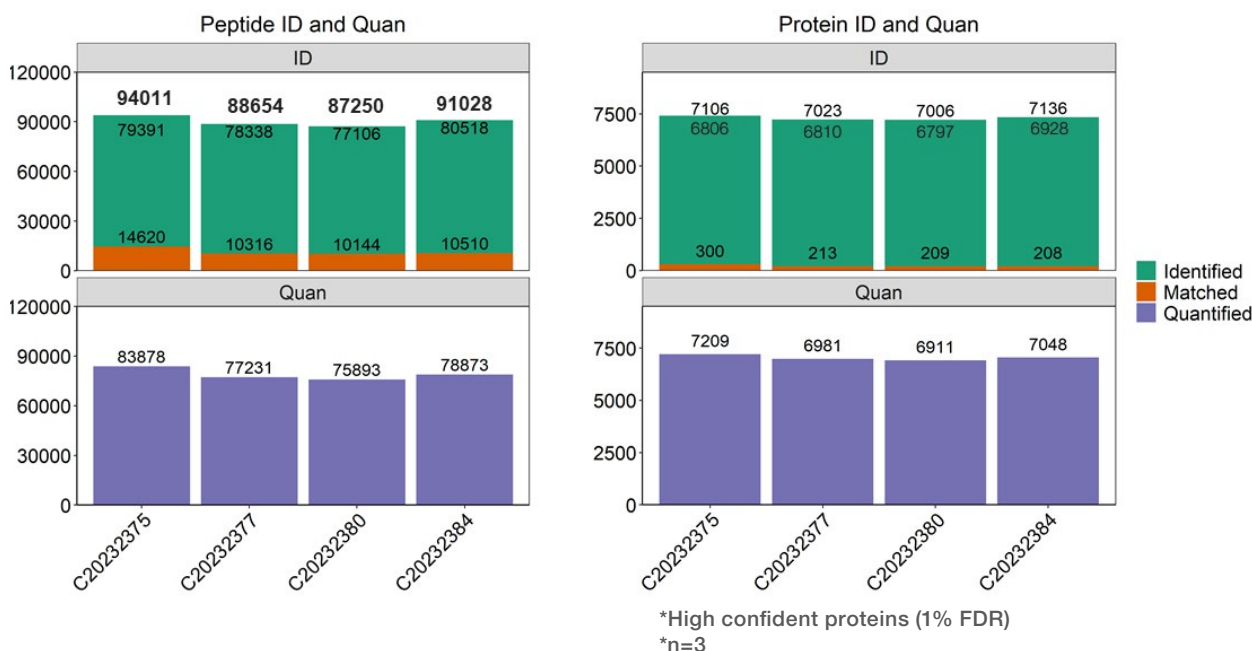 Peptide ID and Quan
ID
120000
90000
60000
30000
0
94011
88654
87250
91028
79391
78338
77106
80518
14620
10316
10144
10510
Quan
120000
90000
60000
30000
0
83878
77231
75893
78873
C20232375
C20232377
C20232380
C20232384
Protein ID and Quan
ID
7500
5000
2500
0
7106
7023
7006
7136
6806
6810
6797
6928
300
213
209
208
Quan
7500
5000
2500
0
7209
6981
6911
7048
C20232375
C20232377
C20232380
C20232384
Identified
Matched
Quantified
*High confident proteins (1% FDR)
*n=3